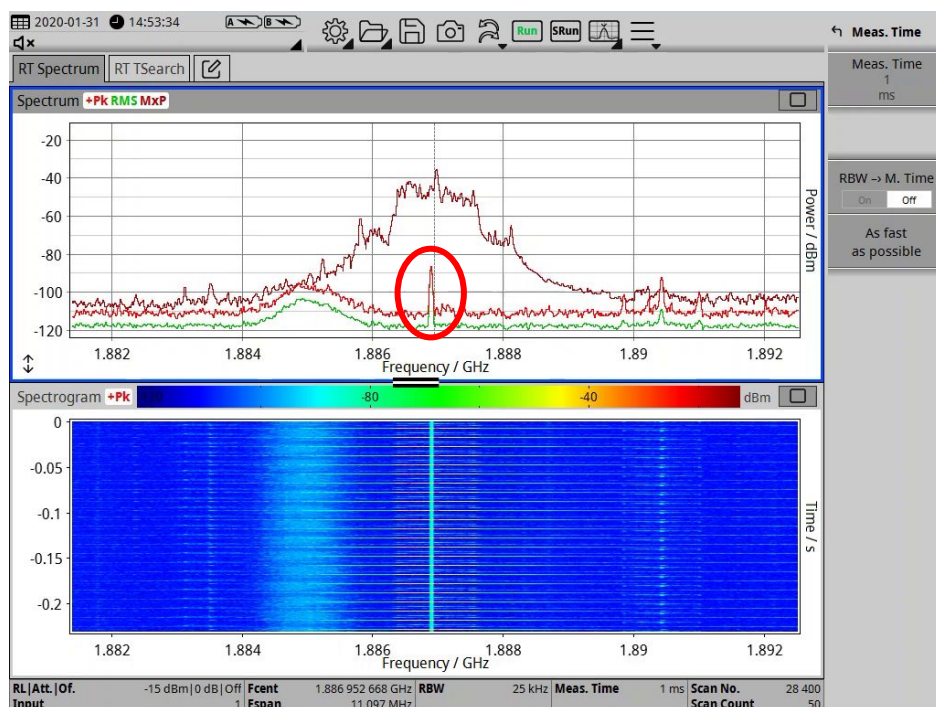 2020-01-31 14:53:34 A B Run SRun
Meas. Time
RT Spectrum RT TSearch
Meas. Time
1
ms
Spectrum +Pk RMS MxP
-20
-40
-60
-80
-100
-120
Power / dBm
RBW -> M. Time
On Off
As fast
as possible
1.882 1.884 1.886 1.888 1.89 1.892
Frequency / GHz
Spectrogram +Pk -80 -40 dBm
0
-0.05
-0.1
-0.15
-0.2
Time / s
1.882 1.884 1.886 1.888 1.89 1.892
Frequency / GHz
RL|Att.|Of. -15 dBm|0 dB|Off Fcent 1.886 952 668 GHz RBW 25 kHz Meas. Time 1 ms Scan No. 28 400
Input 1 Fspan 11.097 MHz Scan Count 50